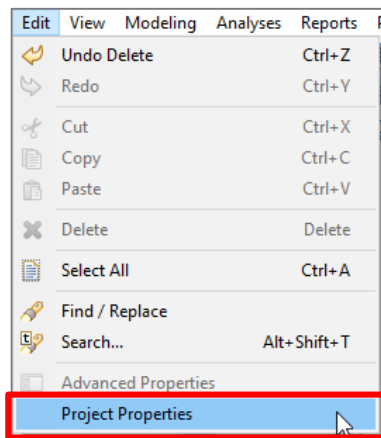 Edit View Modeling Analyses Reports
Undo Delete Ctrl+Z
Redo Ctrl+Y
Cut Ctrl+X
Copy Ctrl+C
Paste Ctrl+V
Delete Delete
Select All Ctrl+A
Find / Replace
Search... Alt+Shift+T
Advanced Properties
Project Properties